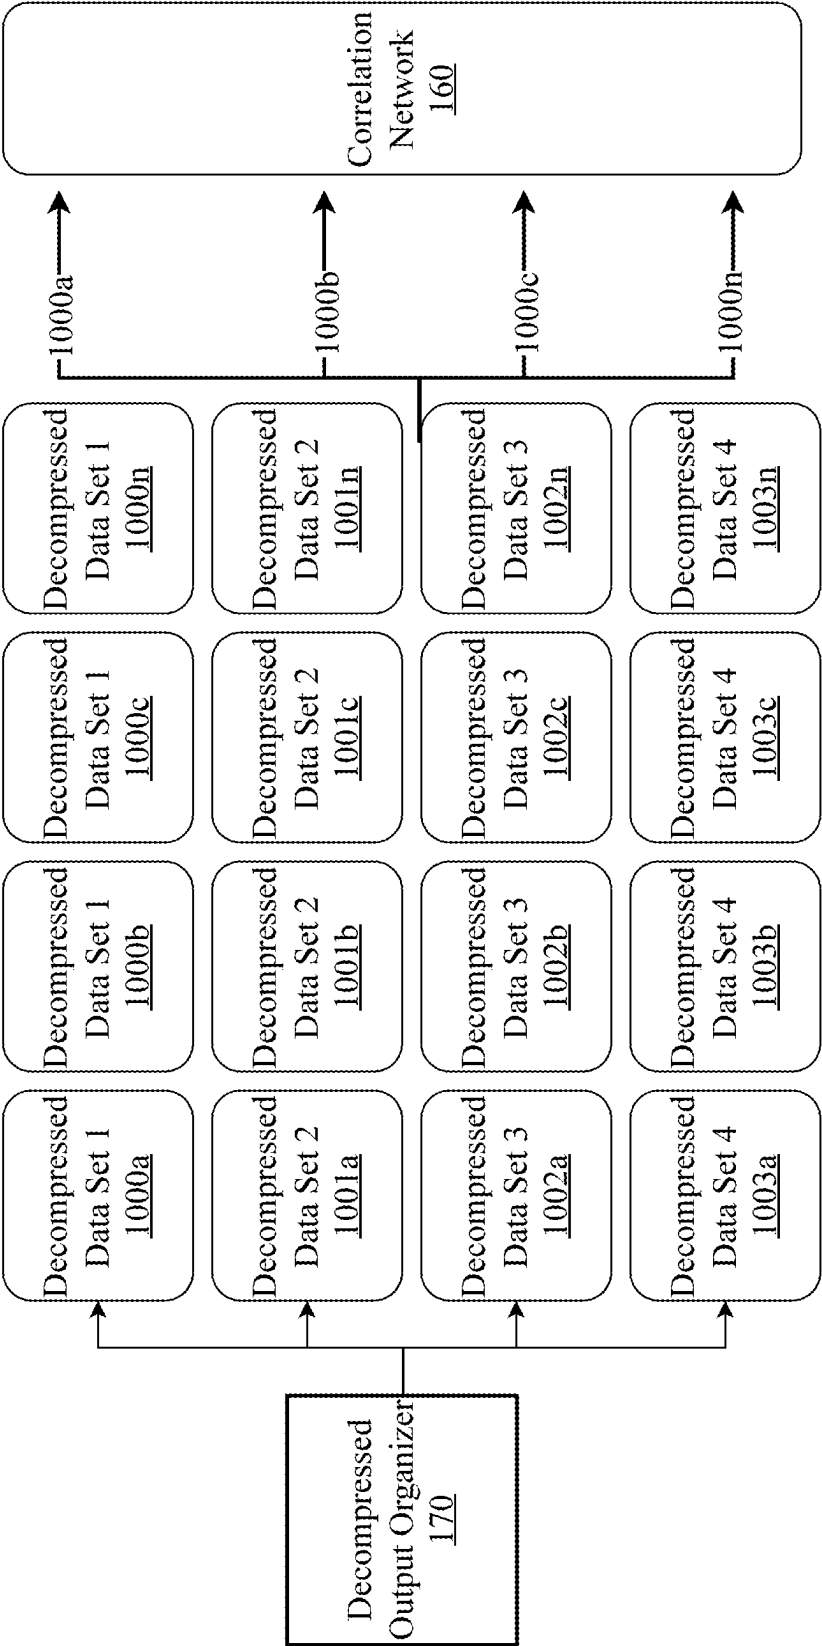 Decompressed
Output Organizer
170
Decompressed
Data Set 1
1000a
Decompressed
Data Set 1
1000b
Decompressed
Data Set 1
1000c
Decompressed
Data Set 1
1000n
Decompressed
Data Set 2
1001a
Decompressed
Data Set 2
1001b
Decompressed
Data Set 2
1001c
Decompressed
Data Set 2
1001n
Decompressed
Data Set 3
1002a
Decompressed
Data Set 3
1002b
Decompressed
Data Set 3
1002c
Decompressed
Data Set 3
1002n
Decompressed
Data Set 4
1003a
Decompressed
Data Set 4
1003b
Decompressed
Data Set 4
1003c
Decompressed
Data Set 4
1003n
1000a
1000b
1000c
1000n
Correlation
Network
160